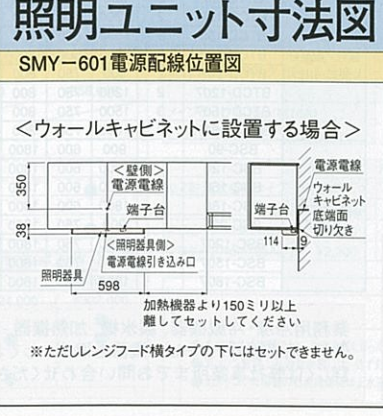 照明ユニット寸法図
SMY-601電源配線位置図
＜ウォールキャビネットに設置する場合＞
350
38
＜壁側＞
電源電線
端子台
＜照明器具側＞
電源電線引き込み口
照明器具
598
端子台
電源電線
ウォール
キャビネット
底端面
切り欠き
114
9
加熱機器より150ミリ以上
離してセットしてください
※ただしレンジフード横タイプの下にはセットできません。